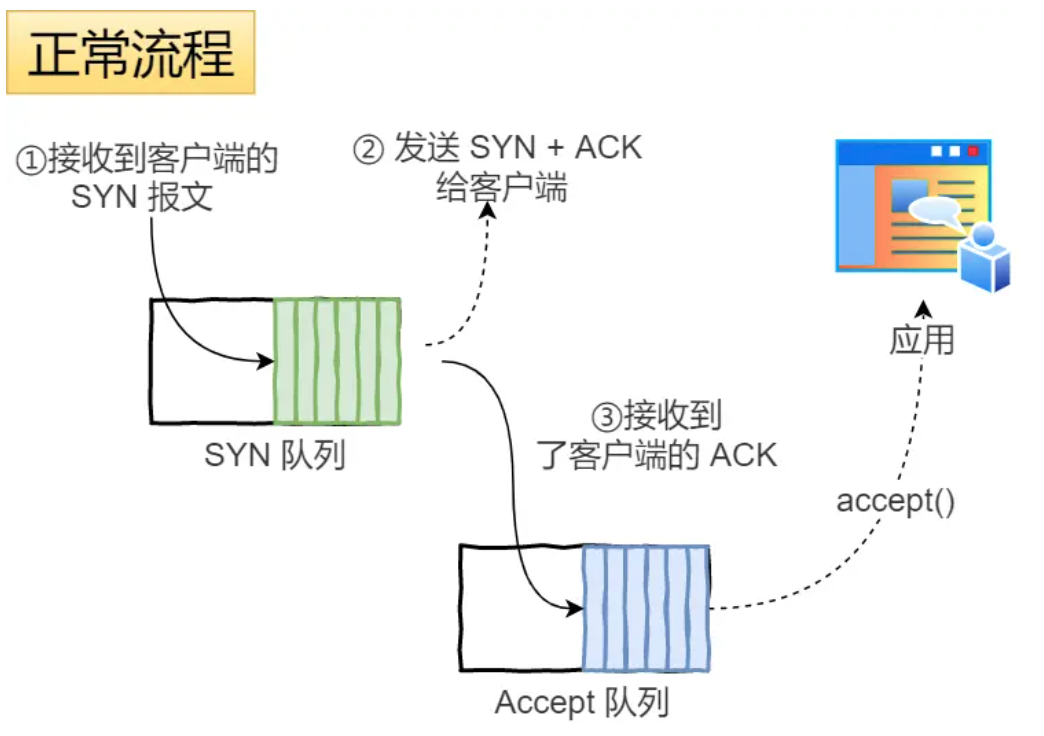 正常流程
①接收到客户端的
SYN 报文
② 发送 SYN + ACK
给客户端
应用
SYN 队列
③接收到
了客户端的 ACK
accept()
Accept 队列